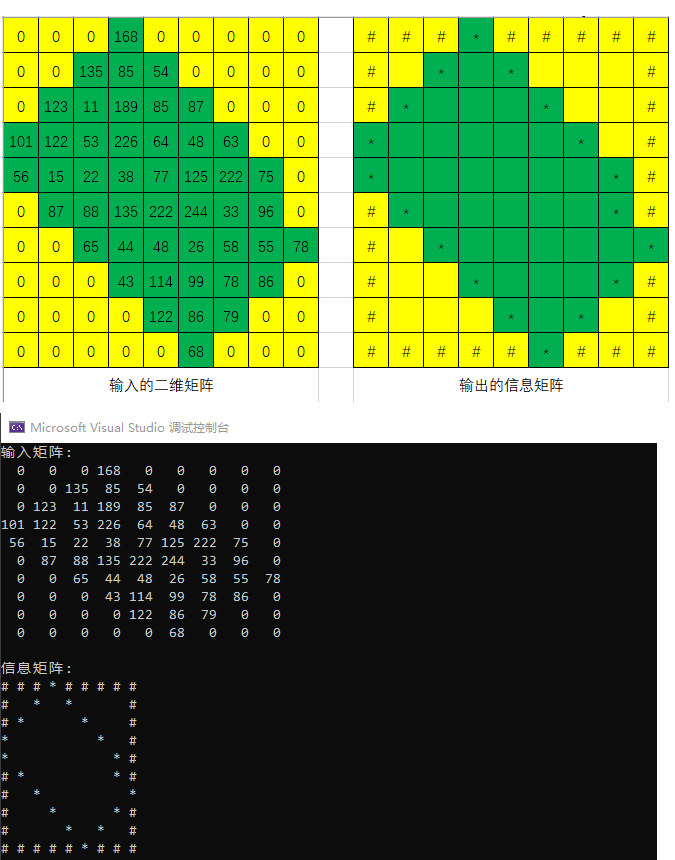 0 0 0 168 0 0 0 0 0 # # # * # # # # #
0 0 135 85 54 0 0 0 0 # * * #
0 123 11 189 85 87 0 0 0 # * * #
101 122 53 226 64 48 63 0 0 * * #
56 15 22 38 77 125 222 75 0 * * #
0 87 88 135 222 244 33 96 0 # * * #
0 0 65 44 48 26 58 55 78 # * *
0 0 0 43 114 99 78 86 0 # * * #
0 0 0 0 122 86 79 0 0 # * * #
0 0 0 0 0 68 0 0 0 # # # # # * # # #
输入的二维矩阵 输出的信息矩阵
Microsoft Visual Studio 调试控制台
输入矩阵:
0 0 0 168 0 0 0 0 0
0 0 135 85 54 0 0 0 0
0 123 11 189 85 87 0 0 0
101 122 53 226 64 48 63 0 0
56 15 22 38 77 125 222 75 0
0 87 88 135 222 244 33 96 0
0 0 65 44 48 26 58 55 78
0 0 0 43 114 99 78 86 0
0 0 0 0 122 86 79 0 0
0 0 0 0 0 68 0 0 0
信息矩阵:
# # # * # # # # #
#   *   *       #
# *       *     #
*           *   #
*             * #
# *           * #
#   *           *
#     *       * #
#       *   *   #
# # # # # * # # #